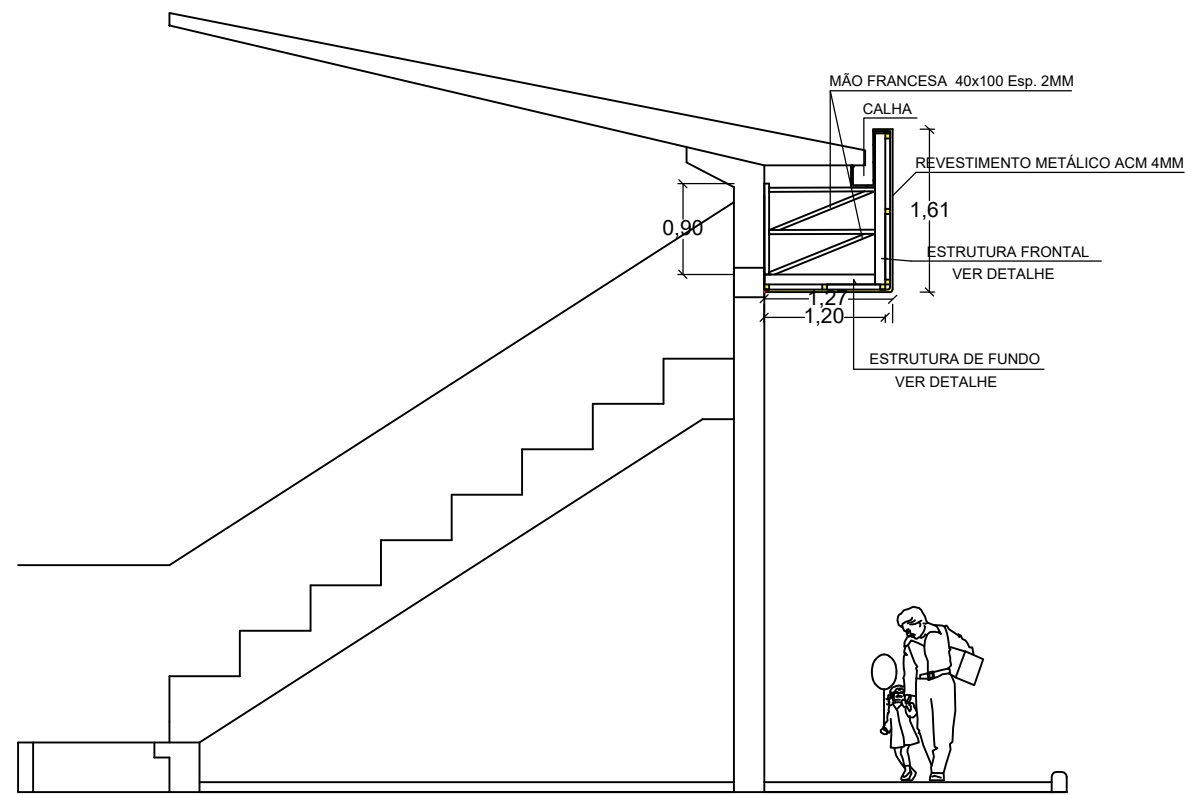 MÃO FRANCESA 40x100 Esp. 2MM
CALHA
REVESTIMENTO METÁLICO ACM 4MM
1,61
0,90
ESTRUTURA FRONTAL
VER DETALHE
1,27
1,20
ESTRUTURA DE FUNDO
VER DETALHE